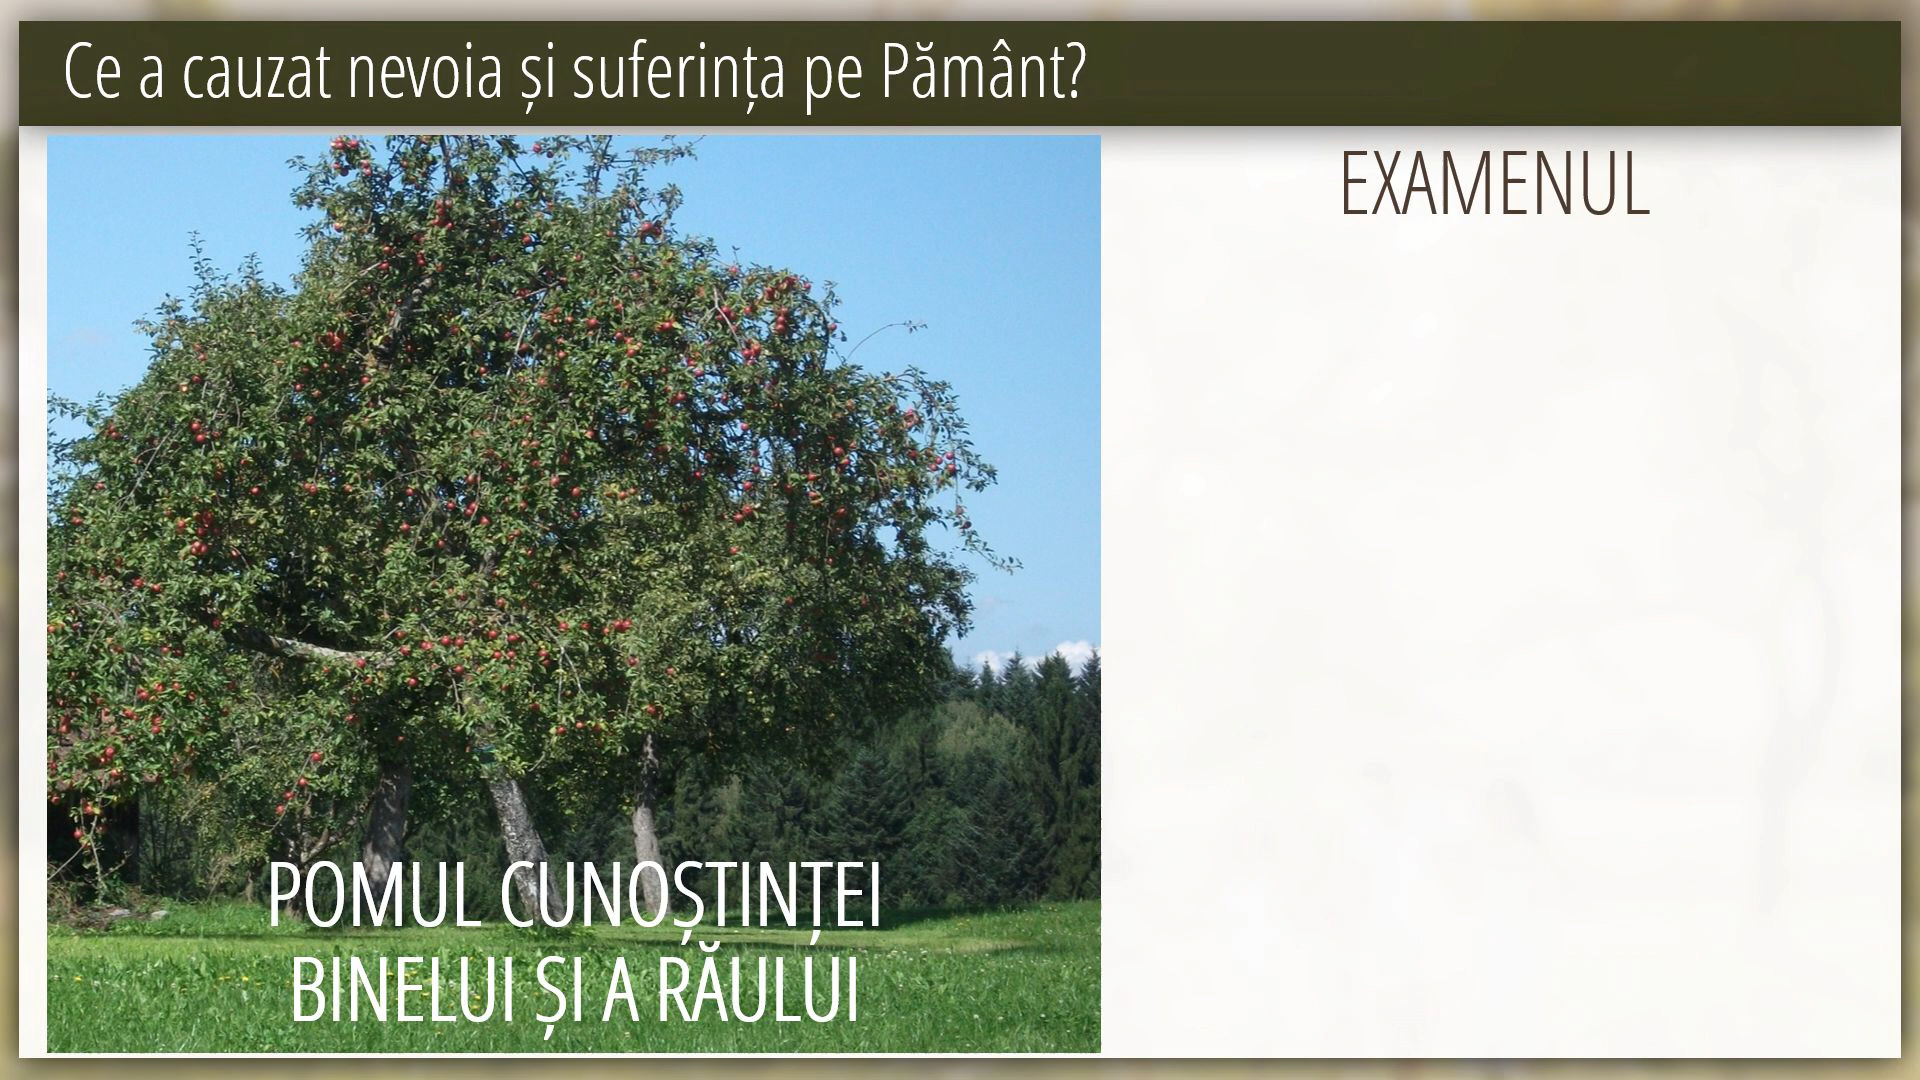 Ce a cauzat nevoia și suferința pe Pământ?
EXAMENUL
POMUL CUNOȘTINȚEI
BINELUI ȘI A RĂULUI